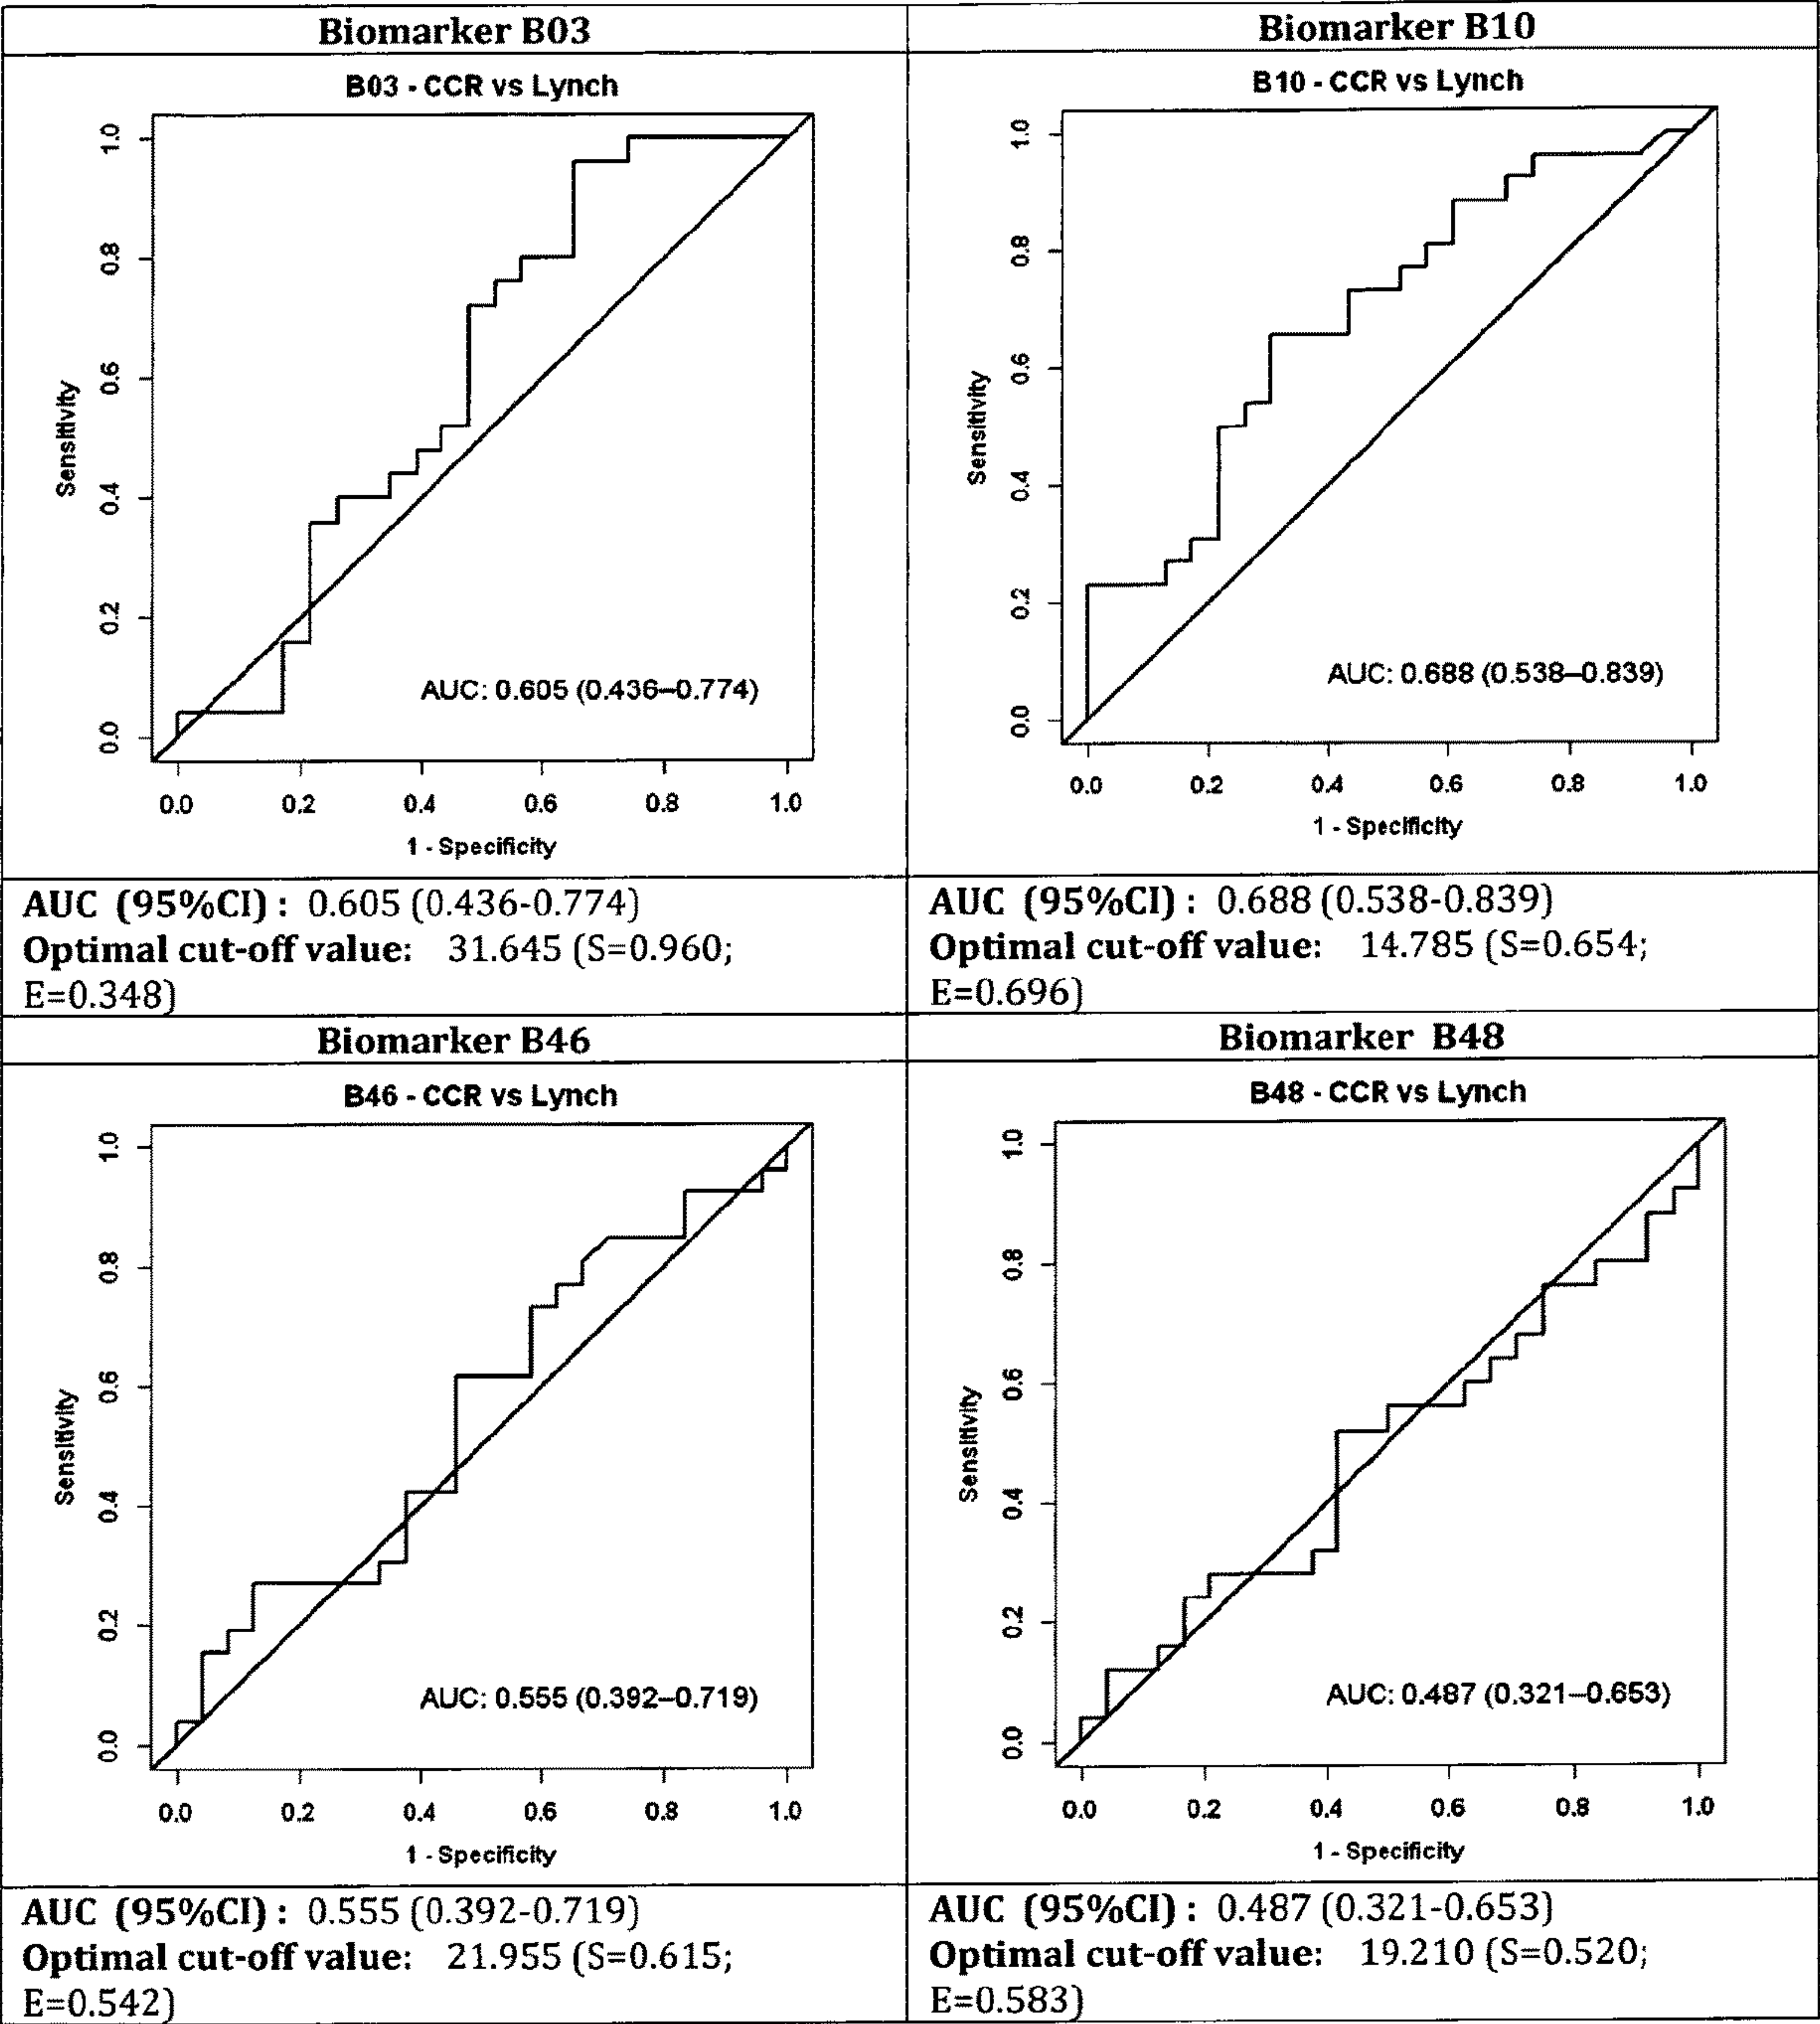 Biomarker B03
B03 - CCR vs Lynch
1.0
0.8
0.6
0.4
0.2
0.0
Sensitivity
AUC: 0.605 (0.436–0.774)
0.0 0.2 0.4 0.6 0.8 1.0
1 - Specificity
AUC (95%CI) : 0.605 (0.436-0.774)
Optimal cut-off value: 31.645 (S=0.960;
E=0.348)
Biomarker B10
B10 - CCR vs Lynch
1.0
0.8
0.6
0.4
0.2
0.0
Sensitivity
AUC: 0.688 (0.538–0.839)
0.0 0.2 0.4 0.6 0.8 1.0
1 - Specificity
AUC (95%CI) : 0.688 (0.538-0.839)
Optimal cut-off value: 14.785 (S=0.654;
E=0.696)
Biomarker B46
B46 - CCR vs Lynch
1.0
0.8
0.6
0.4
0.2
0.0
Sensitivity
AUC: 0.555 (0.392–0.719)
0.0 0.2 0.4 0.6 0.8 1.0
1 - Specificity
AUC (95%CI) : 0.555 (0.392-0.719)
Optimal cut-off value: 21.955 (S=0.615;
E=0.542)
Biomarker B48
B48 - CCR vs Lynch
1.0
0.8
0.6
0.4
0.2
0.0
Sensitivity
AUC: 0.487 (0.321–0.653)
0.0 0.2 0.4 0.6 0.8 1.0
1 - Specificity
AUC (95%CI) : 0.487 (0.321-0.653)
Optimal cut-off value: 19.210 (S=0.520;
E=0.583)